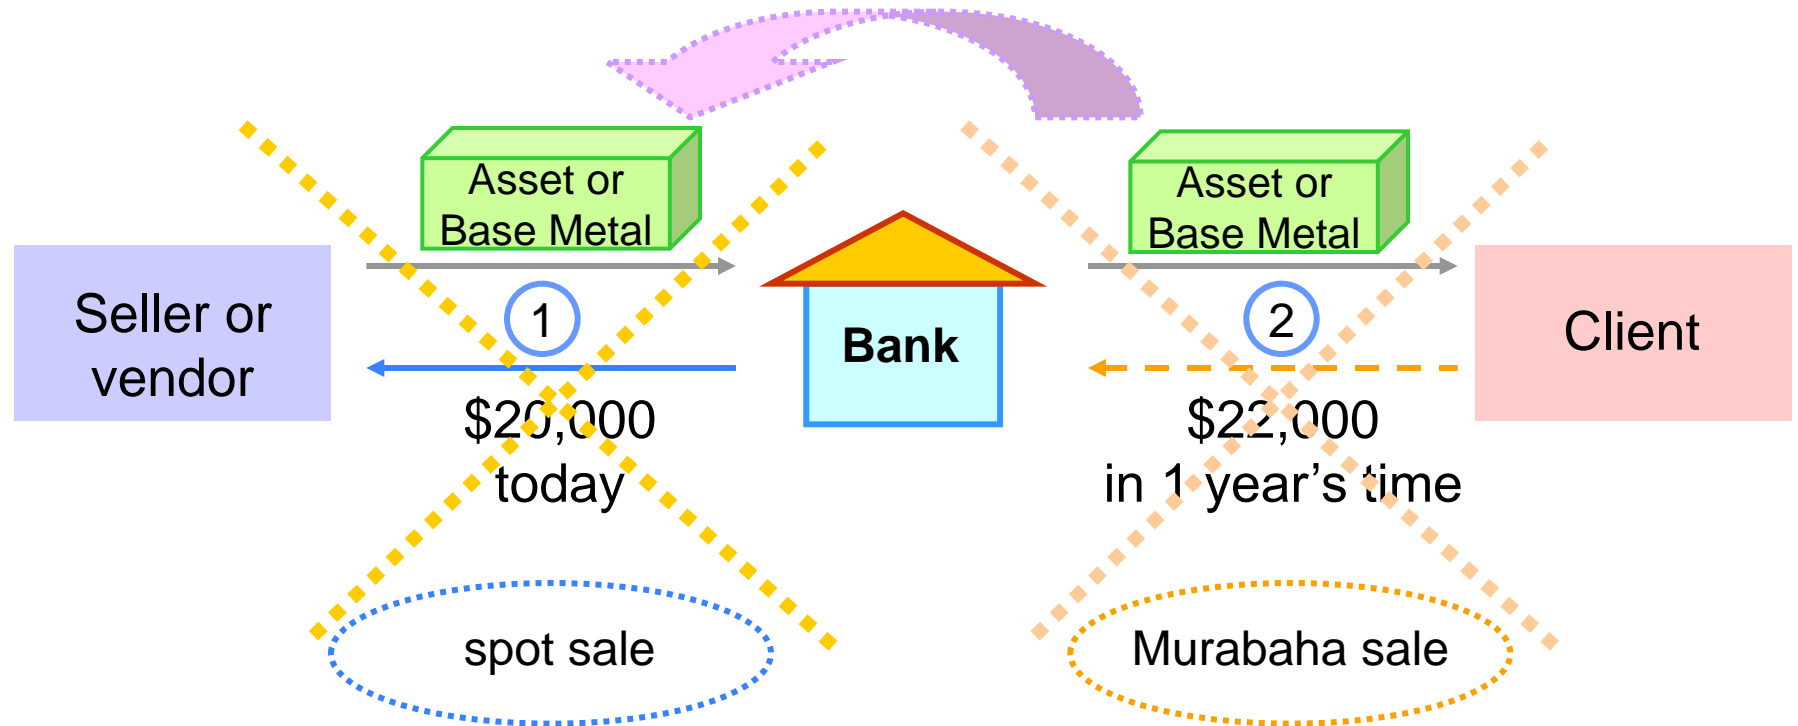 Asset or
Base Metal
Asset or
Base Metal
Seller or
vendor
1
Bank
2
Client
$20,000
today
$22,000
in 1 year’s time
spot sale
Murabaha sale